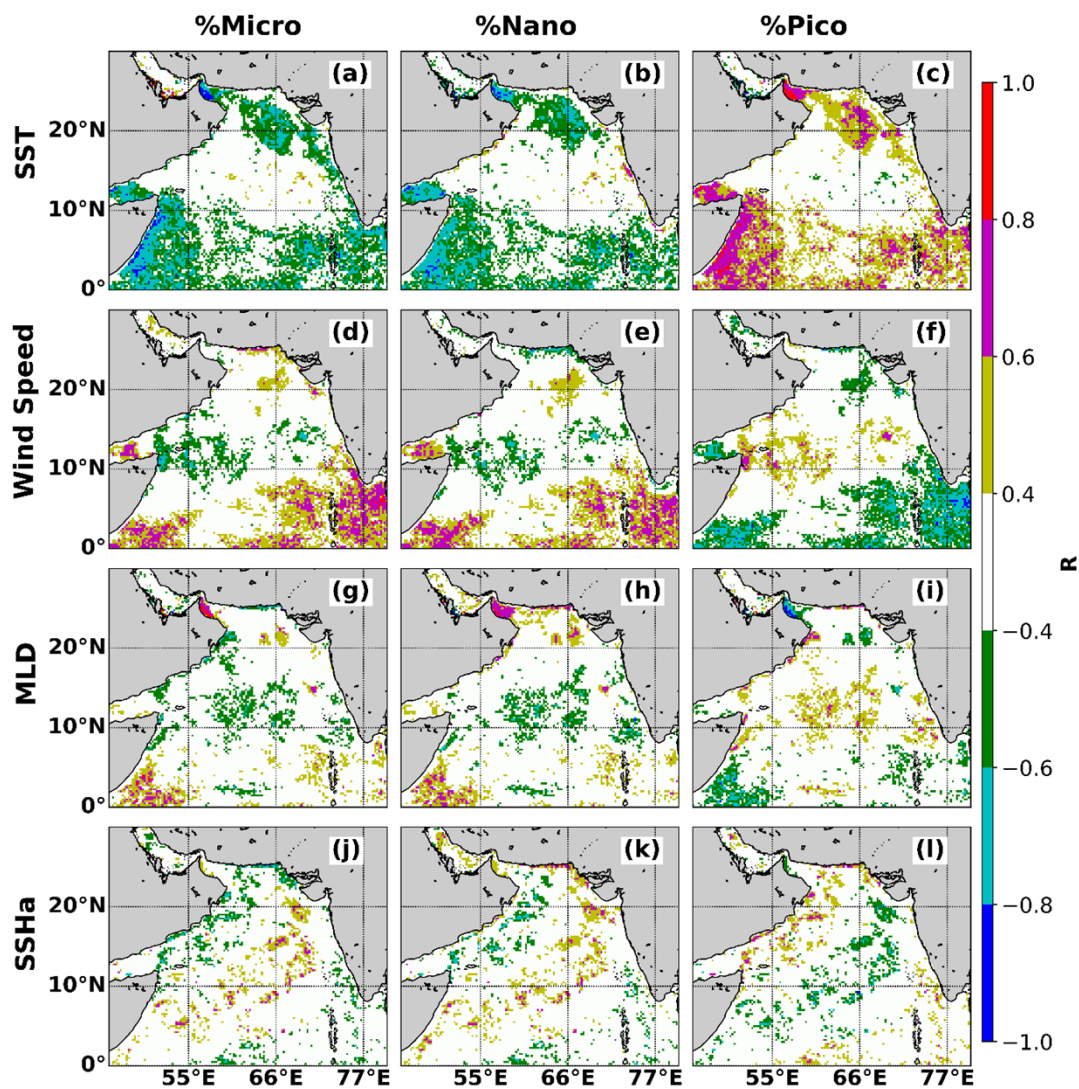 %Micro %Nano %Pico
SST
(a) (b) (c)
20°N
10°N
0°
Wind Speed
(d) (e) (f)
20°N
10°N
0°
MLD
(g) (h) (i)
20°N
10°N
0°
SSHa
(j) (k) (l)
20°N
10°N
0°
55°E 66°E 77°E 55°E 66°E 77°E 55°E 66°E 77°E
1.0
0.8
0.6
0.4
−0.4
−0.6
−0.8
−1.0
R